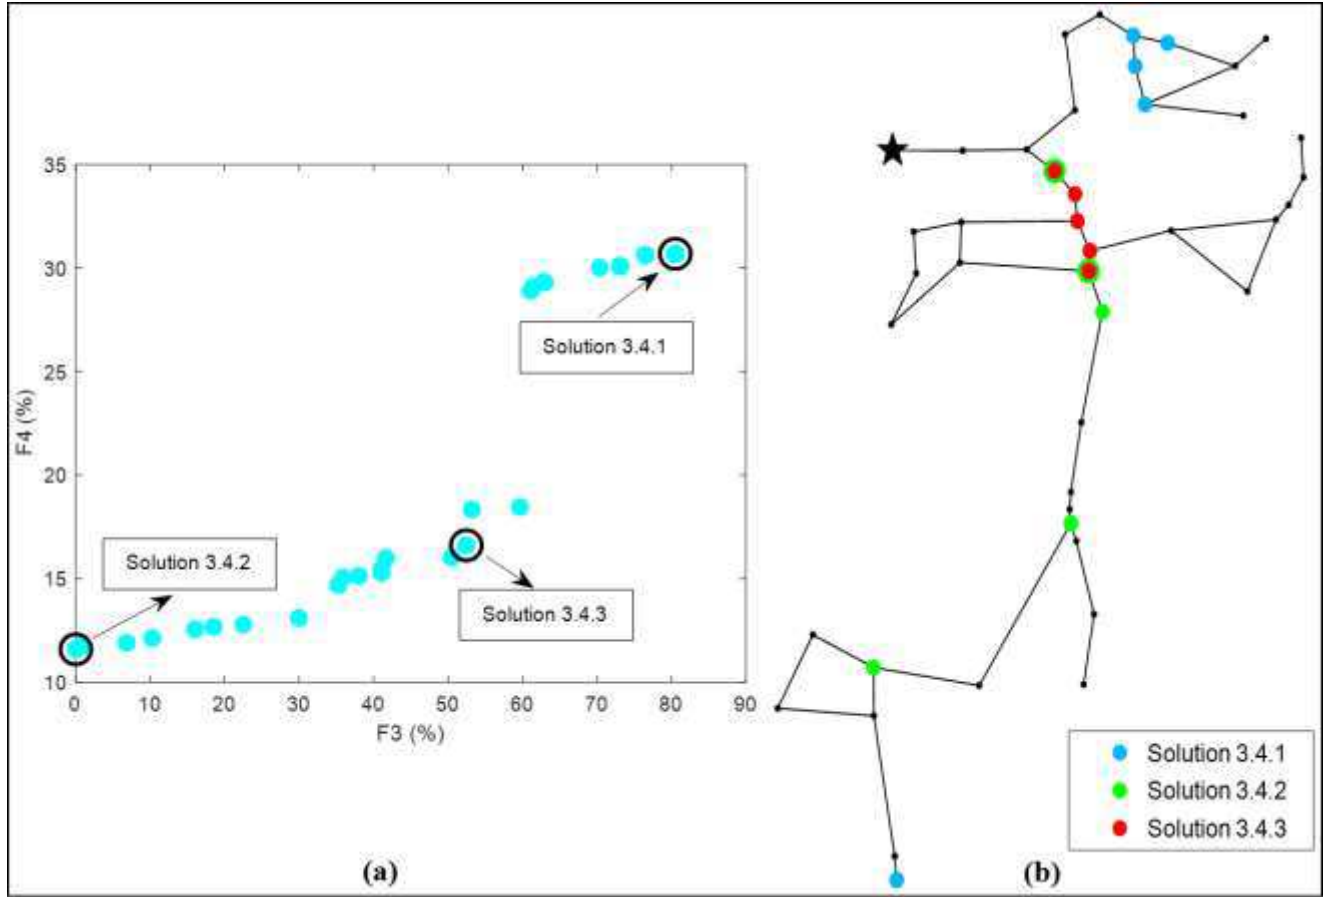 35
30
25
20
15
10
F4 (%)
0 10 20 30 40 50 60 70 80 90
F3 (%)
Solution 3.4.1
Solution 3.4.2
Solution 3.4.3
(a)
Solution 3.4.1
Solution 3.4.2
Solution 3.4.3
(b)